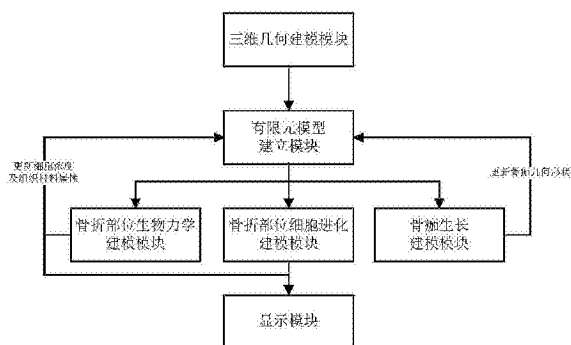 三维几何建模模块
有限元模型
建立模块
更新细胞浓度
及组织材料属性
更新骨痂几何形状
骨折部位生物力学
建模模块
骨折部位细胞进化
建模模块
骨痂生长
建模模块
显示模块